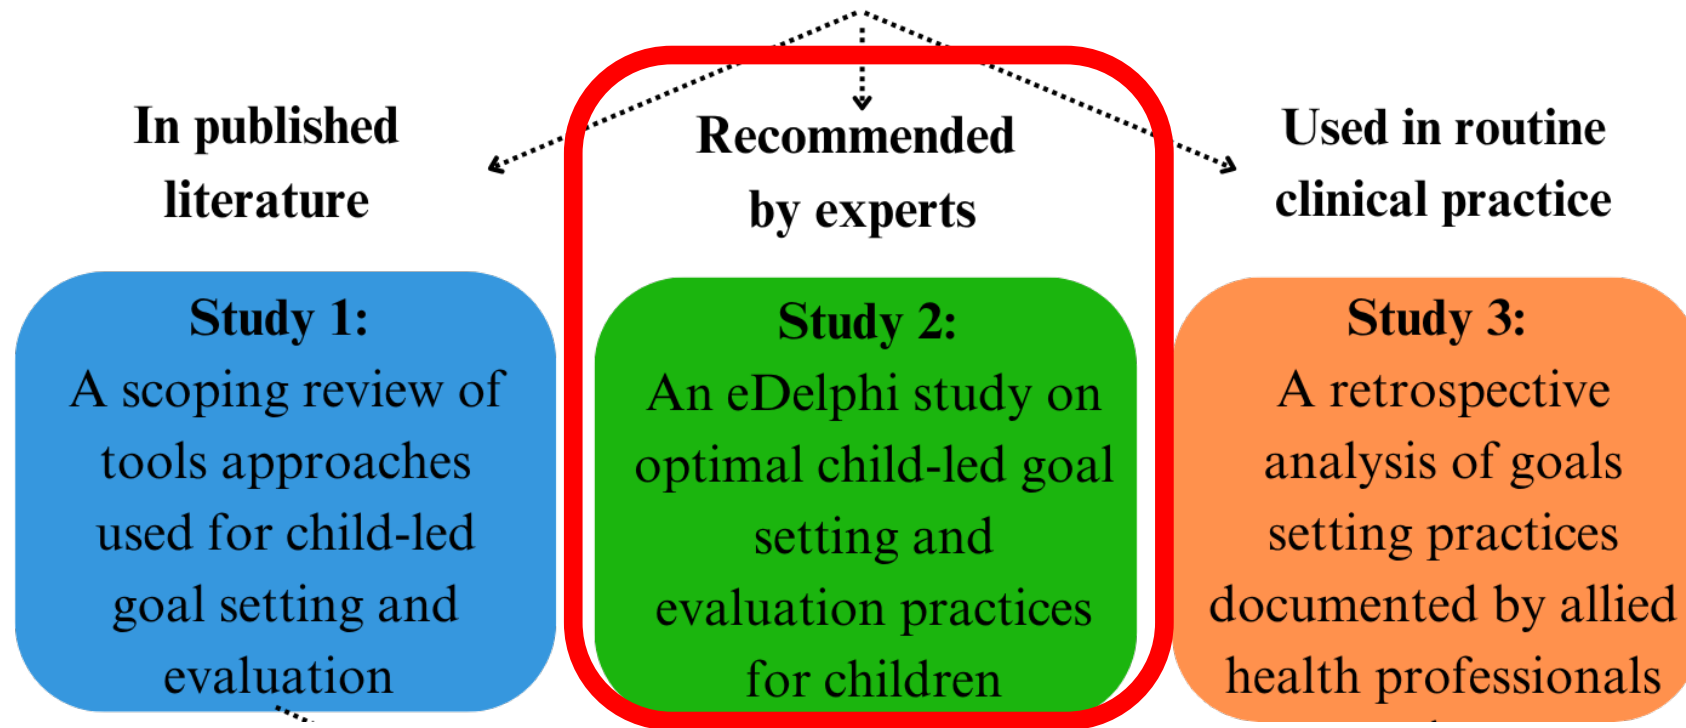 In published
literature
Recommended
by experts
Used in routine
clinical practice
Study 1:
A scoping review of
tools approaches
used for child-led
goal setting and
evaluation
Study 2:
An eDelphi study on
optimal child-led goal
setting and
evaluation practices
for children
Study 3:
A retrospective
analysis of goals
setting practices
documented by allied
health professionals